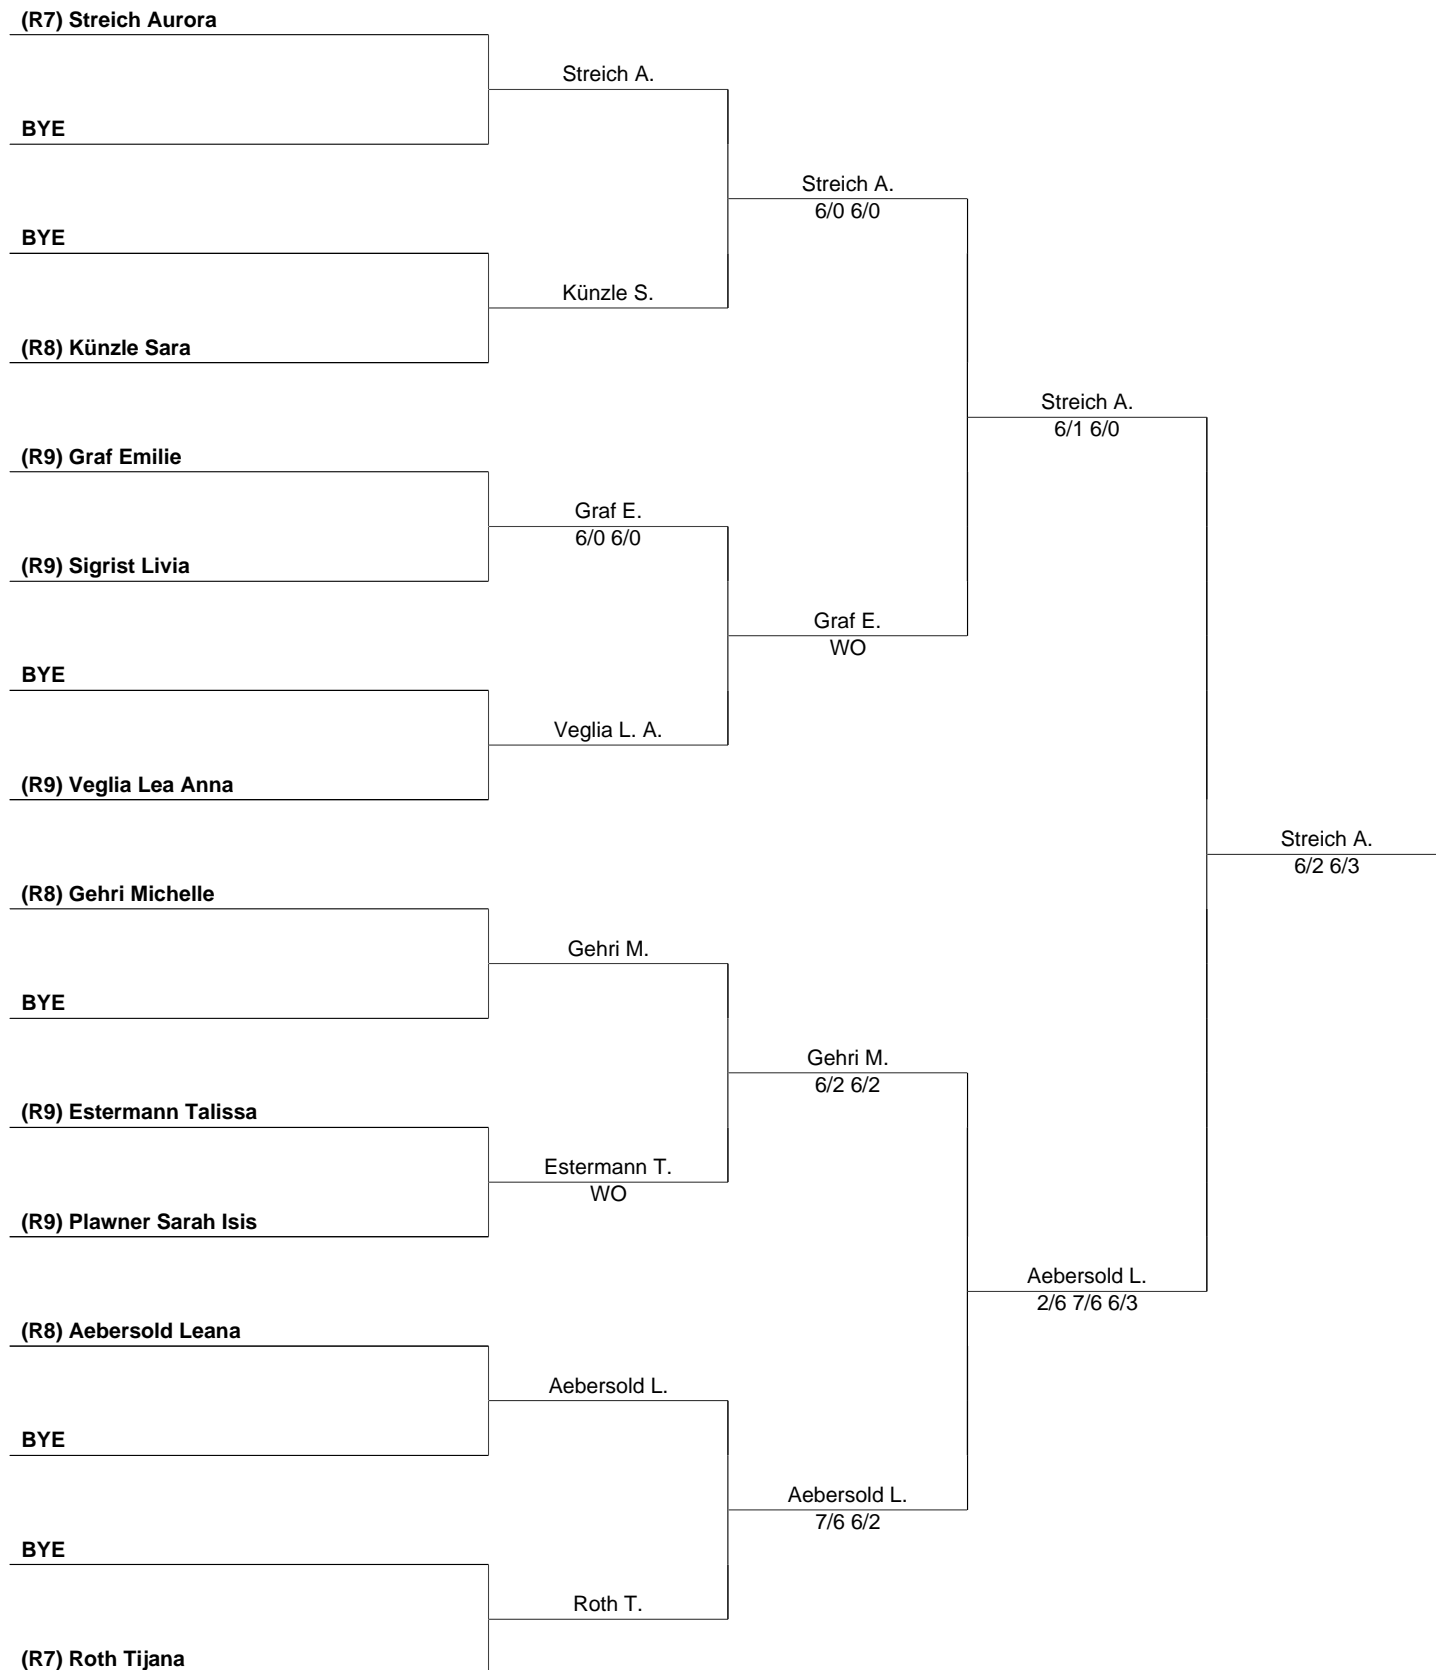 (R7) Streich Aurora
Streich A.
BYE
Streich A.
6/0 6/0
BYE
Künzle S.
(R8) Künzle Sara
Streich A.
6/1 6/0
(R9) Graf Emilie
Graf E.
6/0 6/0
(R9) Sigrist Livia
Graf E.
WO
BYE
Veglia L. A.
(R9) Veglia Lea Anna
Streich A.
6/2 6/3
(R8) Gehri Michelle
Gehri M.
BYE
Gehri M.
6/2 6/2
(R9) Estermann Talissa
Estermann T.
WO
(R9) Plawner Sarah Isis
Aebersold L.
2/6 7/6 6/3
(R8) Aebersold Leana
Aebersold L.
BYE
Aebersold L.
7/6 6/2
BYE
Roth T.
(R7) Roth Tijana